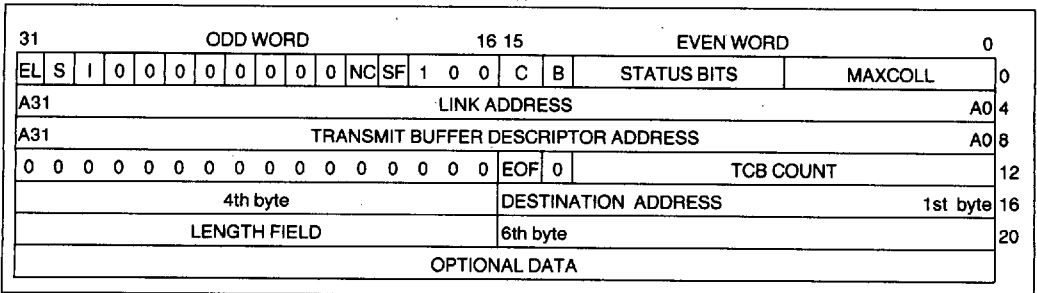 31 ODD WORD 16 15 EVEN WORD 0
EL S I 0 0 0 0 0 0 0 0 NC SF 1 0 0 C B STATUS BITS MAXCOLL 0
A31 LINK ADDRESS A0 4
A31 TRANSMIT BUFFER DESCRIPTOR ADDRESS A0 8
0 0 0 0 0 0 0 0 0 0 0 0 0 0 0 0 EOF 0 TCB COUNT 12
4th byte DESTINATION ADDRESS 1st byte 16
LENGTH FIELD 6th byte 20
OPTIONAL DATA